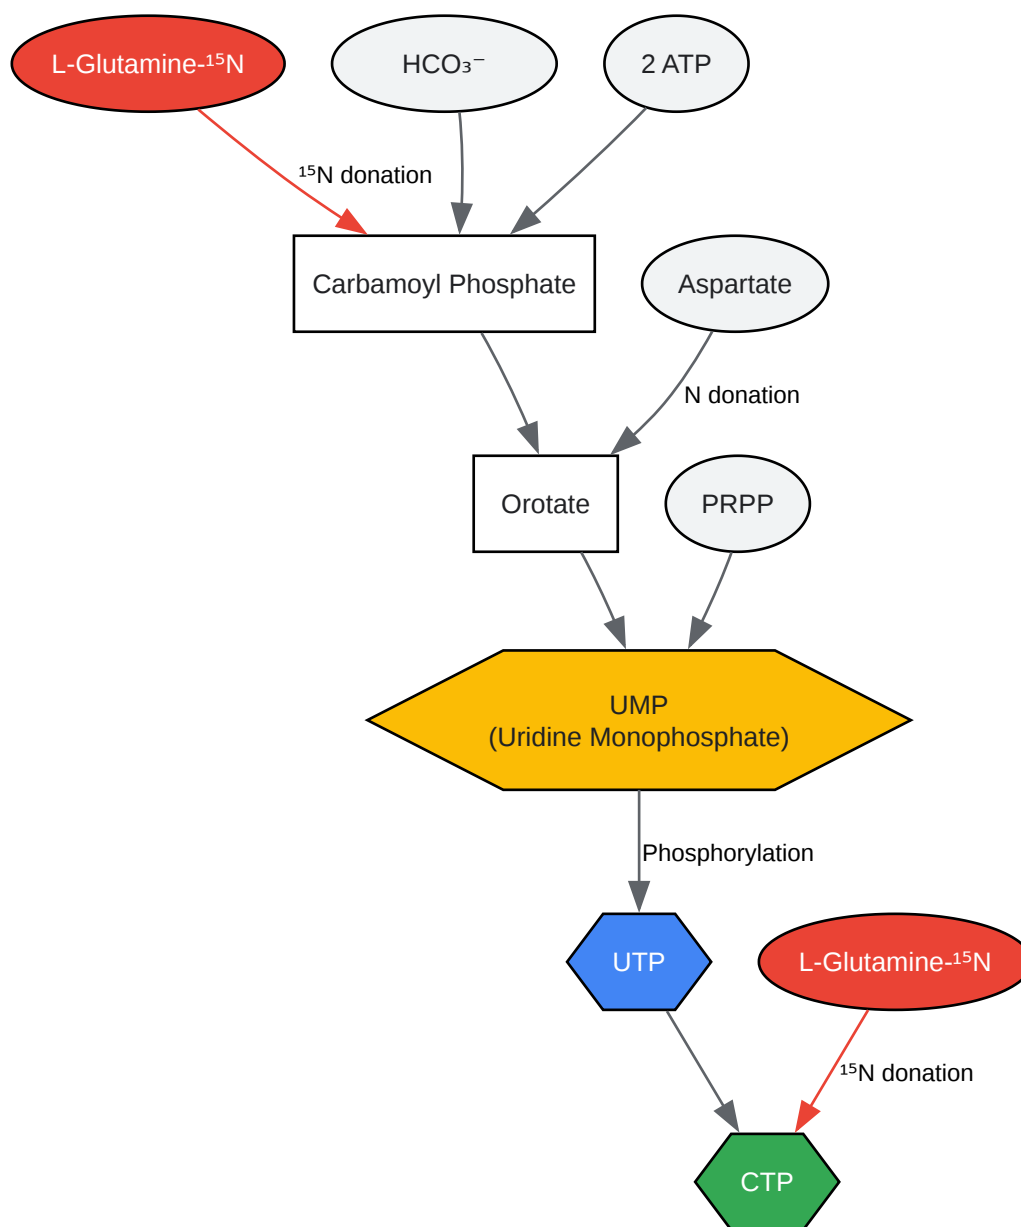 L-Glutamine-¹⁵N
HCO₃⁻
2 ATP
¹⁵N donation
Carbamoyl Phosphate
Aspartate
N donation
Orotate
PRPP
UMP
(Uridine Monophosphate)
Phosphorylation
UTP
L-Glutamine-¹⁵N
¹⁵N donation
CTP